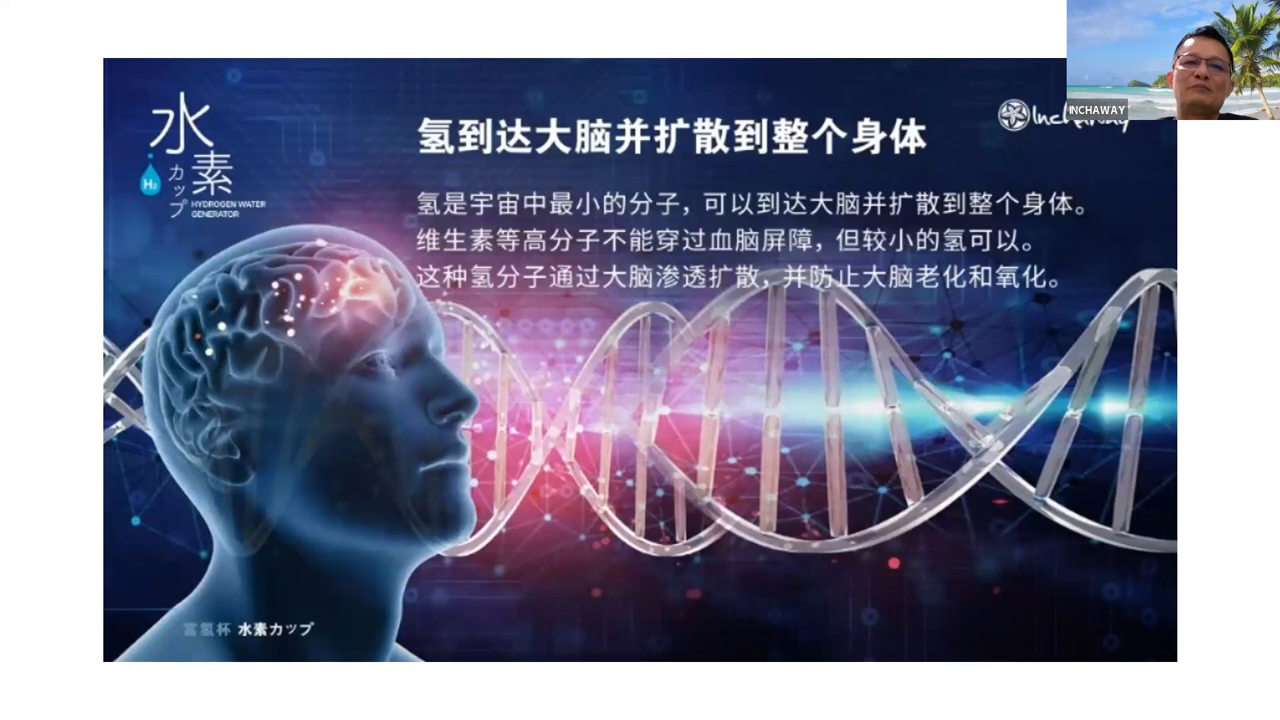 水素
カップ
H₂
HYDROGEN WATER
GENERATOR
氢到达大脑并扩散到整个身体
氢是宇宙中最小的分子，可以到达大脑并扩散到整个身体。
维生素等高分子不能穿过血脑屏障，但较小的氢可以。
这种氢分子通过大脑渗透扩散，并防止大脑老化和氧化。
Inchaway
INCHAWAY
富氢杯 水素カップ